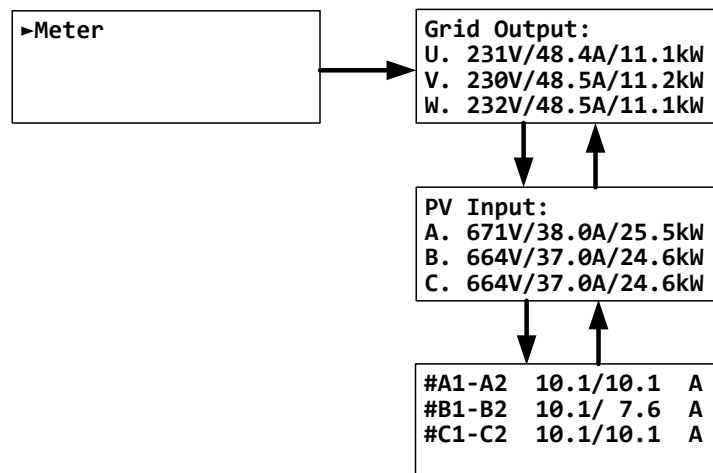 ►Meter
Grid Output:
U. 231V/48.4A/11.1kW
V. 230V/48.5A/11.2kW
W. 232V/48.5A/11.1kW
PV Input:
A. 671V/38.0A/25.5kW
B. 664V/37.0A/24.6kW
C. 664V/37.0A/24.6kW
#A1-A2  10.1/10.1  A
#B1-B2  10.1/ 7.6  A
#C1-C2  10.1/10.1  A